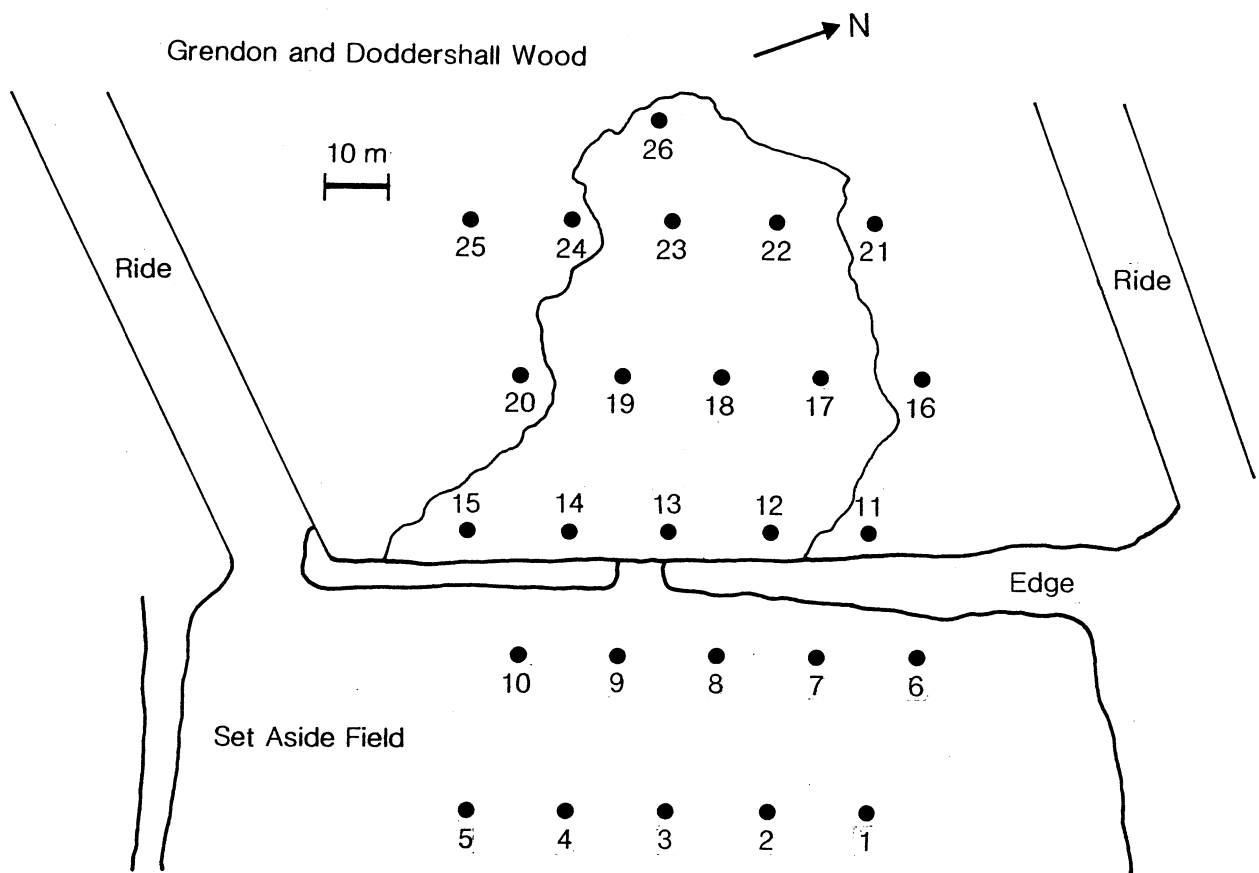 N
Grendon and Doddershall Wood
26
10 m
25 24 23 22 21
Ride
Ride
20 19 18 17 16
15 14 13 12 11
Edge
10 9 8 7 6
Set Aside Field
5 4 3 2 1